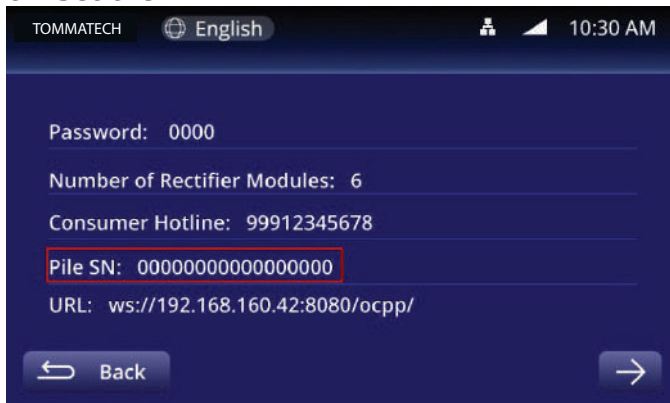 TOMMATECH English 10:30 AM
Password: 0000
Number of Rectifier Modules: 6
Consumer Hotline: 99912345678
Pile SN: 00000000000000000
URL: ws://192.168.160.42:8080/ocpp/
Back